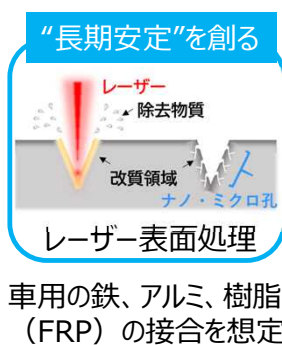 “長期安定”を創る
レーザー
除去物質
改質領域
ナノ・ミクロ孔
レーザー表面処理
車用の鉄、アルミ、樹脂
（FRP）の接合を想定